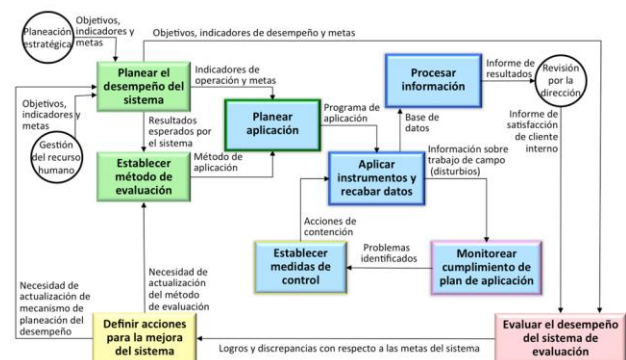 Planeación
estratégica
Objetivos,
indicadores y
metas
Objetivos, indicadores de desempeño y metas
Planear el
desempeño del
sistema
Indicadores de
operación y metas
Objetivos,
indicadores y
metas
Gestión
del recurso
humano
Resultados
esperados por
el sistema
Establecer
método de
evaluación
Método de
aplicación
Planear
aplicación
Programa de
aplicación
Procesar
información
Informe de
resultados
Revisión
por la
dirección
Base de
datos
Informe de
satisfacción
de cliente
interno
Aplicar
instrumentos y
recabar datos
Información sobre
trabajo de campo
(disturbios)
Acciones de
contención
Establecer
medidas de
control
Problemas
identificados
Monitorear
cumplimiento de
plan de aplicación
Necesidad de
actualización de
mecanismo de
planeación del
desempeño
Necesidad de
actualización
del método
de evaluación
Definir acciones
para la mejora
del sistema
Logros y discrepancias con respecto a las metas del sistema
Evaluar el desempeño
del sistema de
evaluación